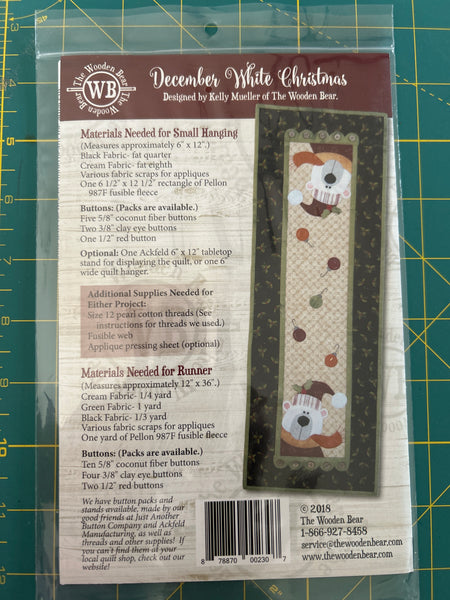 The Wooden Bear
WB
The Wooden Bear
December White Christmas
Designed by Kelly Mueller of The Wooden Bear.
Materials Needed for Small Hanging
(Measures approximately 6" x 12".)
Black Fabric- fat quarter
Cream Fabric- fat eighth
Various fabric scraps for appliques
One 6 1/2" x 12 1/2" rectangle of Pellon
987F fusible fleece
Buttons: (Packs are available.)
Five 5/8" coconut fiber buttons
Two 3/8" clay eye buttons
One 1/2" red button
Optional: One Ackfeld 6" x 12" tabletop
stand for displaying the quilt, or one 6"
wide quilt hanger.
Additional Supplies Needed for
Either Project:
Size 12 pearl cotton threads (See
instructions for threads we used.)
Fusible web
Applique pressing sheet (optional)
Materials Needed for Runner
(Measures approximately 12" x 36".)
Cream Fabric- 1/4 yard
Green Fabric- 1 yard
Black Fabric- 1/3 yard
Various fabric scraps for appliques
One yard of Pellon 987F fusible fleece
Buttons: (Packs are available.)
Ten 5/8" coconut fiber buttons
Four 3/8" clay eye buttons
Two 1/2" red buttons
We have button packs and
stands available, made by our
good friends at Just Another
Button Company and Ackfeld
Manufacturing, as well as
threads and other supplies! If
you can't find them at your
local quilt shop, check out our
website!
8 78870 00230 7
© 2018
The Wooden Bear
1-866-927-8458
service@thewoodenbear.com
www.thewoodenbear.com